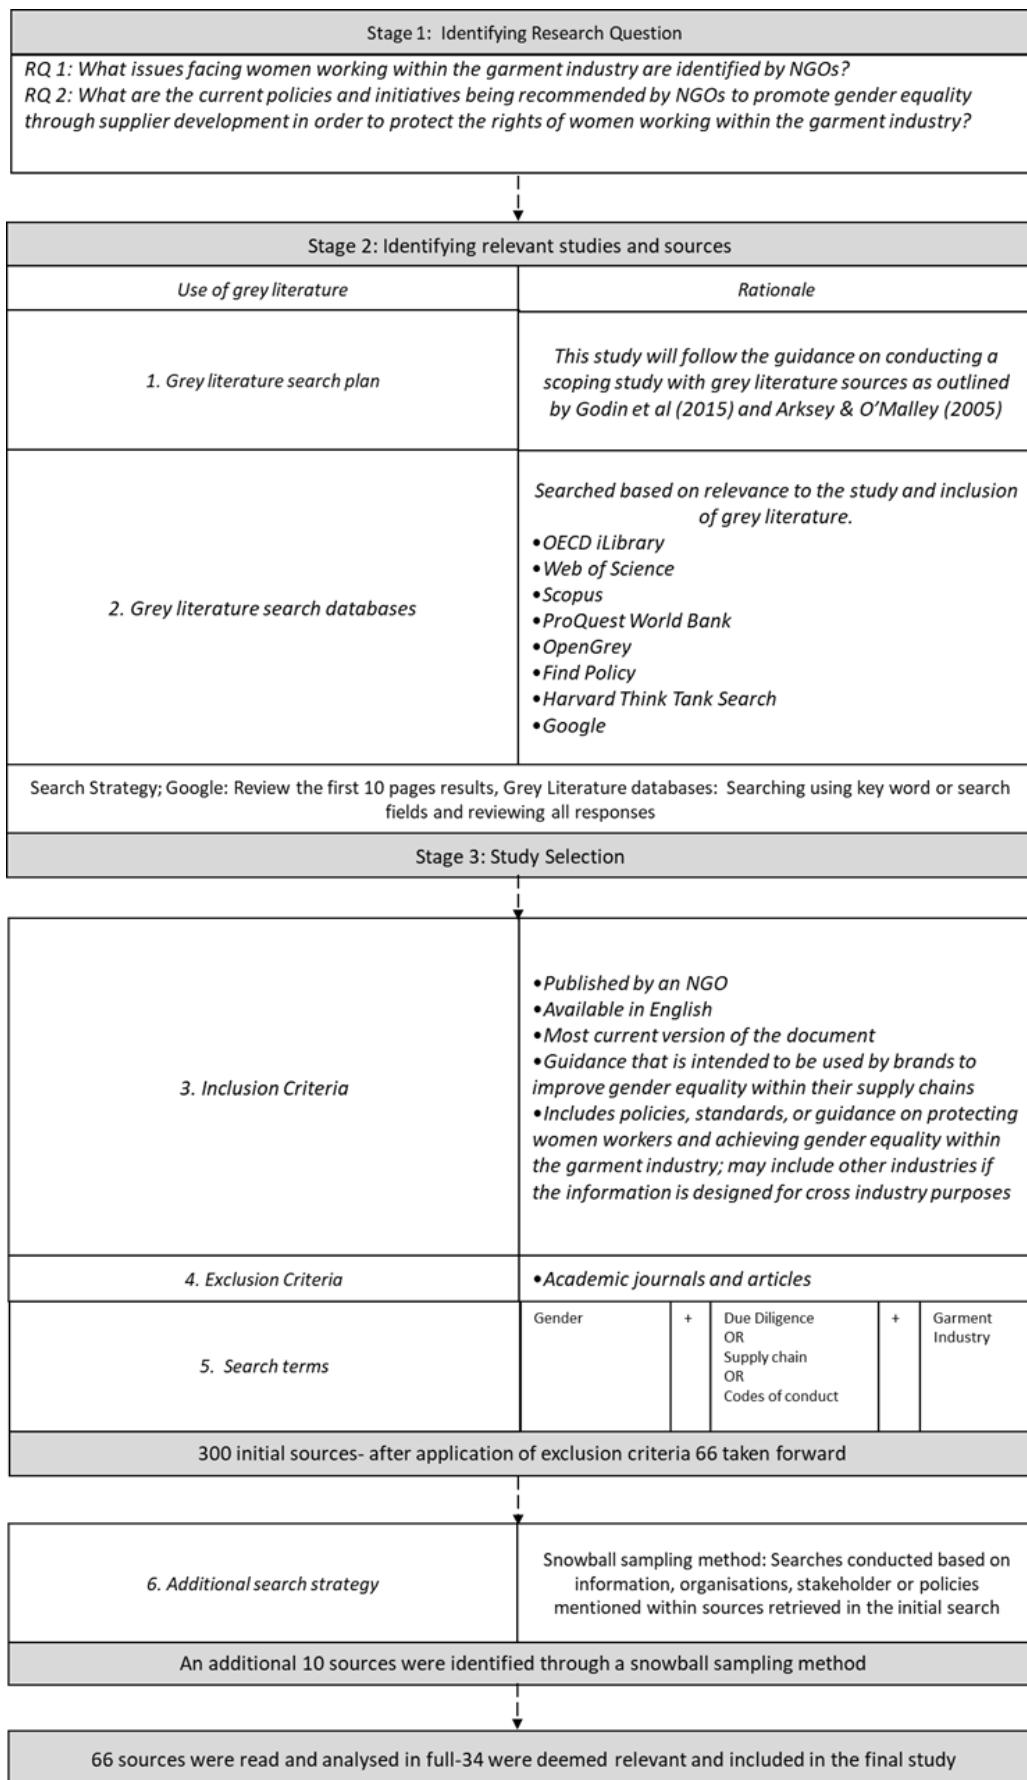 Stage 1:  Identifying Research Question
RQ 1: What issues facing women working within the garment industry are identified by NGOs?
RQ 2: What are the current policies and initiatives being recommended by NGOs to promote gender equality
through supplier development in order to protect the rights of women working within the garment industry?
Stage 2: Identifying relevant studies and sources
Use of grey literature
Rationale
1. Grey literature search plan
This study will follow the guidance on conducting a
scoping study with grey literature sources as outlined
by Godin et al (2015) and Arksey & O'Malley (2005)
2. Grey literature search databases
Searched based on relevance to the study and inclusion
of grey literature.
•OECD iLibrary
•Web of Science
•Scopus
•ProQuest World Bank
•OpenGrey
•Find Policy
•Harvard Think Tank Search
•Google
Search Strategy; Google: Review the first 10 pages results, Grey Literature databases:  Searching using key word or search
fields and reviewing all responses
Stage 3: Study Selection
3. Inclusion Criteria
•Published by an NGO
•Available in English
•Most current version of the document
•Guidance that is intended to be used by brands to
improve gender equality within their supply chains
•Includes policies, standards, or guidance on protecting
women workers and achieving gender equality within
the garment industry; may include other industries if
the information is designed for cross industry purposes
4. Exclusion Criteria
•Academic journals and articles
5.  Search terms
Gender
+
Due Diligence
OR
Supply chain
OR
Codes of conduct
+
Garment
Industry
300 initial sources- after application of exclusion criteria 66 taken forward
6. Additional search strategy
Snowball sampling method: Searches conducted based on
information, organisations, stakeholder or policies
mentioned within sources retrieved in the initial search
An additional 10 sources were identified through a snowball sampling method
66 sources were read and analysed in full-34 were deemed relevant and included in the final study